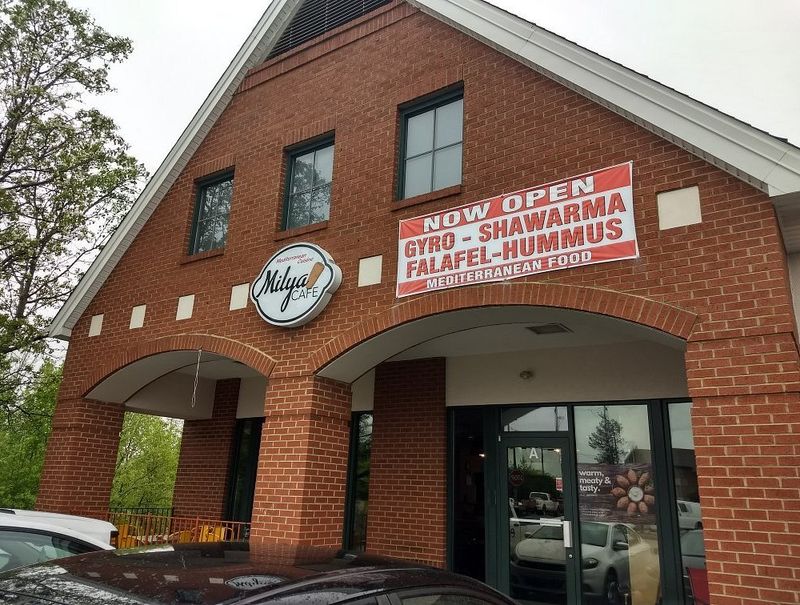 NOW OPEN
GYRO - SHAWARMA
FALAFEL-HUMMUS
MEDITERRANEAN FOOD
Mediterranean
Cuisine
Milya
CAFE
A
warm,
meaty &
tasty.